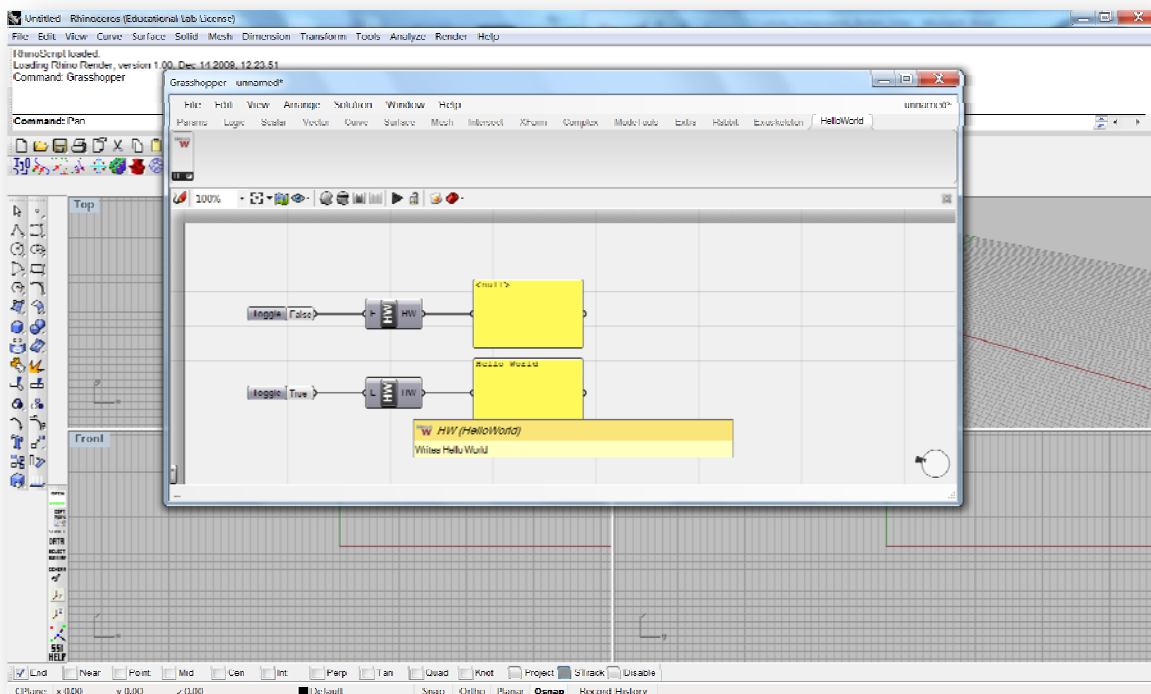 Untitled - Rhinoceros (Educational Lab License)
File Edit View Curve Surface Solid Mesh Dimension Transform Tools Analyze Render Help
RhinoScript loaded.
Loading Rhino Render, version 1.00, Dec 14 2009, 12:23:51
Command: Grasshopper
Command: Pan
Grasshopper - unnamed*
File Edit View Arrange Solution Window Help unnamed*
Params Logic Scalar Vector Curve Surface Mesh Intersect XForm Complex ModelTools Extra Rabbit Exoskeleton HelloWorld
W
100%
Top
<null>
Toggle False HW HW
Hello World
Toggle True HW HW
W HW (HelloWorld)
Writes Hello World
Front
...
x
y
SSI
HELP
End Near Point Mid Cen Int Perp Tan Quad Knot Project STrack Disable
CPlane x 0.00 y 0.00 z 0.00 Default Snap Ortho Planar Osnap Record History